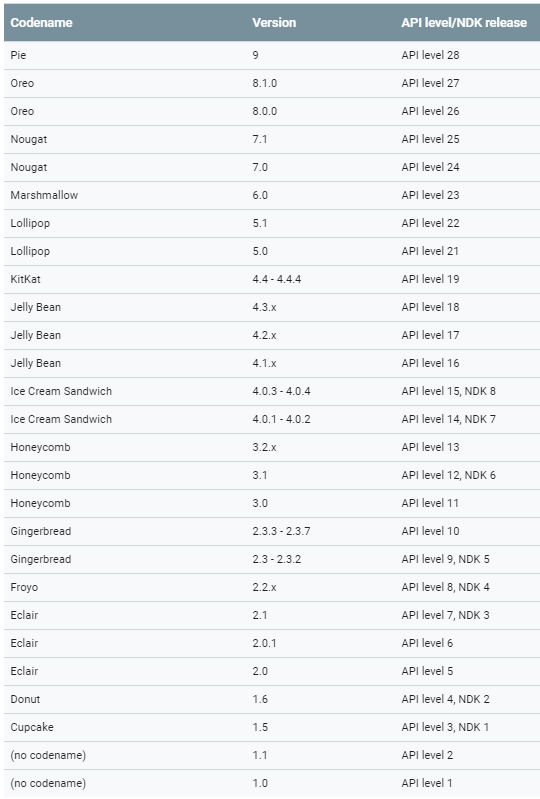 Codename Version API level/NDK release
Pie 9 API level 28
Oreo 8.1.0 API level 27
Oreo 8.0.0 API level 26
Nougat 7.1 API level 25
Nougat 7.0 API level 24
Marshmallow 6.0 API level 23
Lollipop 5.1 API level 22
Lollipop 5.0 API level 21
KitKat 4.4 - 4.4.4 API level 19
Jelly Bean 4.3.x API level 18
Jelly Bean 4.2.x API level 17
Jelly Bean 4.1.x API level 16
Ice Cream Sandwich 4.0.3 - 4.0.4 API level 15, NDK 8
Ice Cream Sandwich 4.0.1 - 4.0.2 API level 14, NDK 7
Honeycomb 3.2.x API level 13
Honeycomb 3.1 API level 12, NDK 6
Honeycomb 3.0 API level 11
Gingerbread 2.3.3 - 2.3.7 API level 10
Gingerbread 2.3 - 2.3.2 API level 9, NDK 5
Froyo 2.2.x API level 8, NDK 4
Eclair 2.1 API level 7, NDK 3
Eclair 2.0.1 API level 6
Eclair 2.0 API level 5
Donut 1.6 API level 4, NDK 2
Cupcake 1.5 API level 3, NDK 1
(no codename) 1.1 API level 2
(no codename) 1.0 API level 1